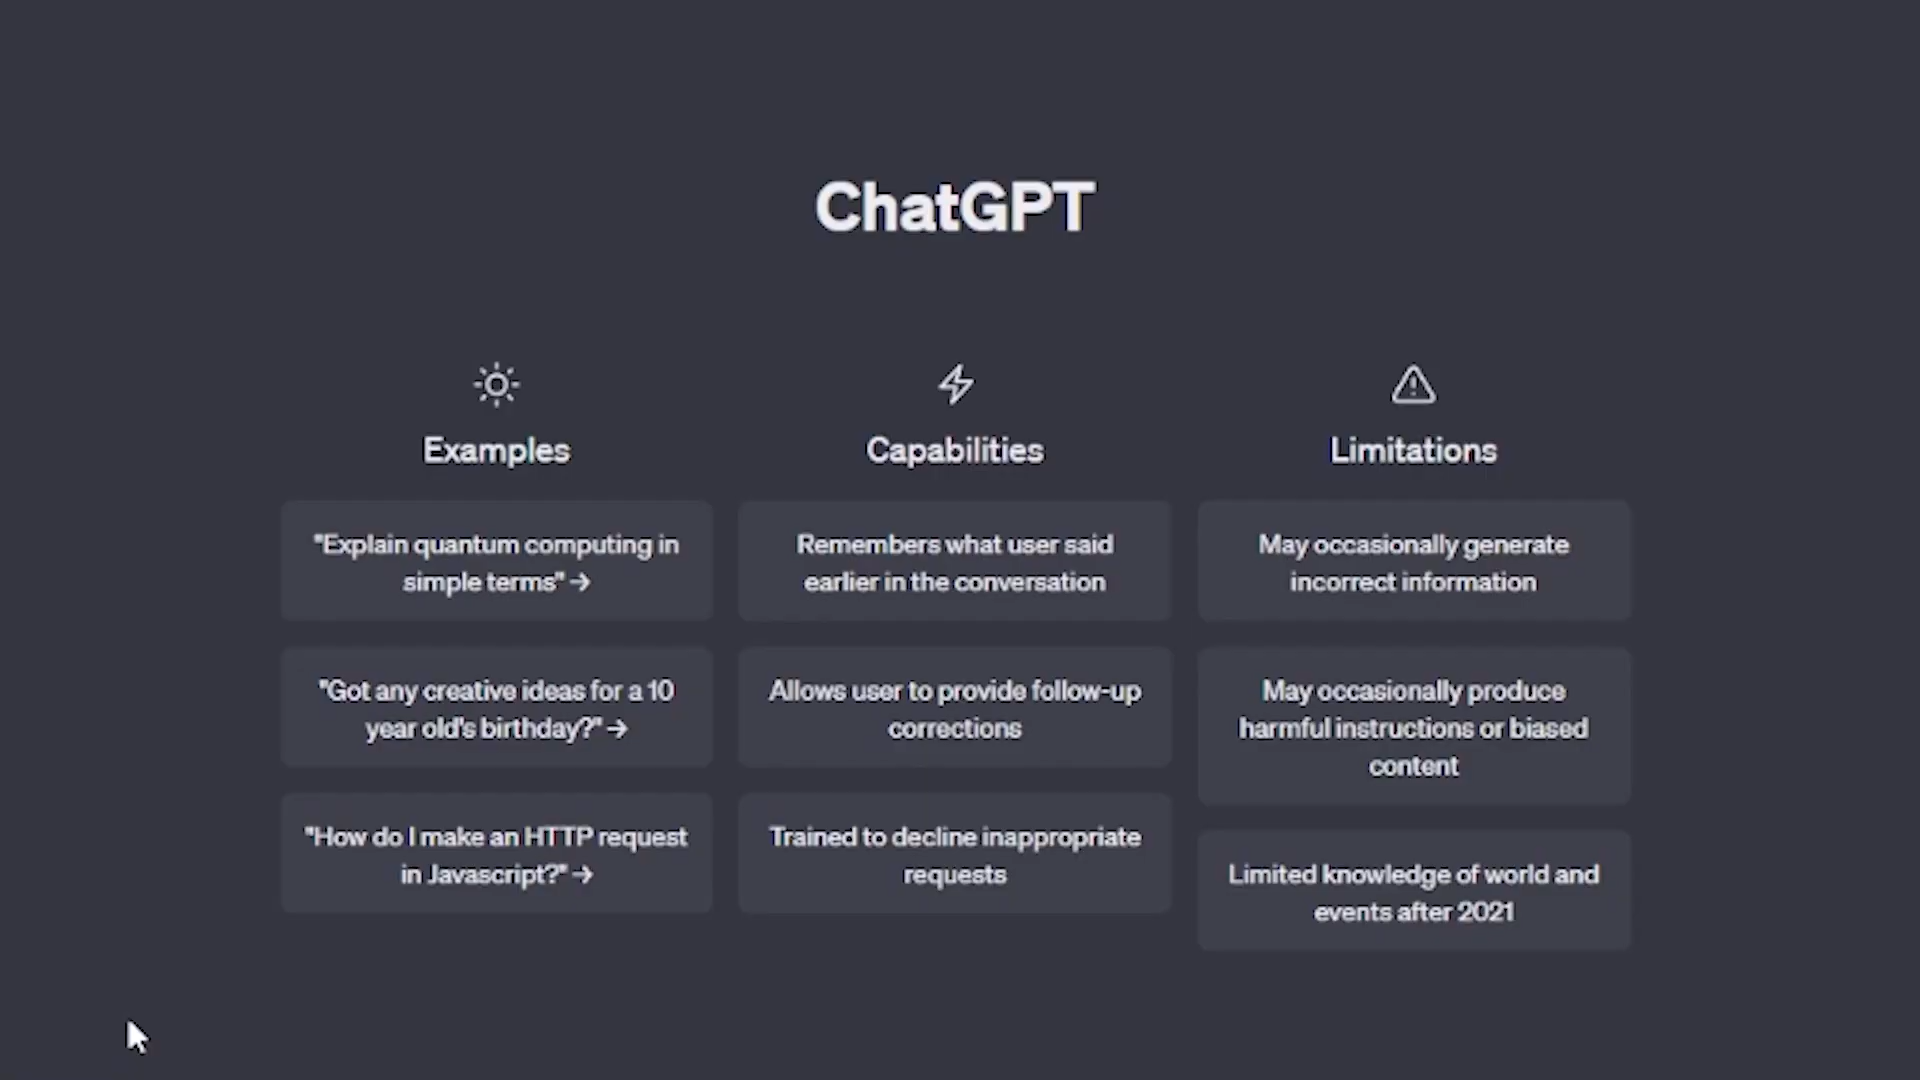 ChatGPT
Examples
"Explain quantum computing in
simple terms" →
"Got any creative ideas for a 10
year old's birthday?" →
"How do I make an HTTP request
in Javascript?" →
Capabilities
Remembers what user said
earlier in the conversation
Allows user to provide follow-up
corrections
Trained to decline inappropriate
requests
Limitations
May occasionally generate
incorrect information
May occasionally produce
harmful instructions or biased
content
Limited knowledge of world and
events after 2021